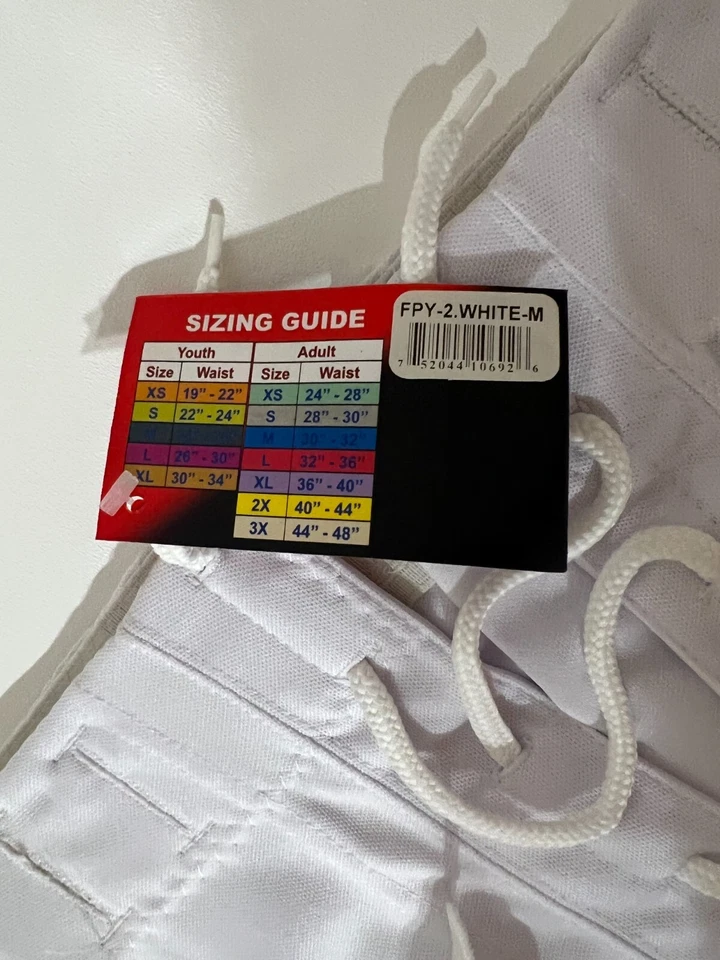 SIZING GUIDE
FPY-2.WHITE-M
7 52044 10692 6
Youth Adult
Size Waist Size Waist
XS 19” - 22” XS 24” - 28”
S 22” - 24” S 28” - 30”
M M 30” - 32”
L 26” - 30” L 32” - 36”
XL 30” - 34” XL 36” - 40”
2X 40” - 44”
3X 44” - 48”